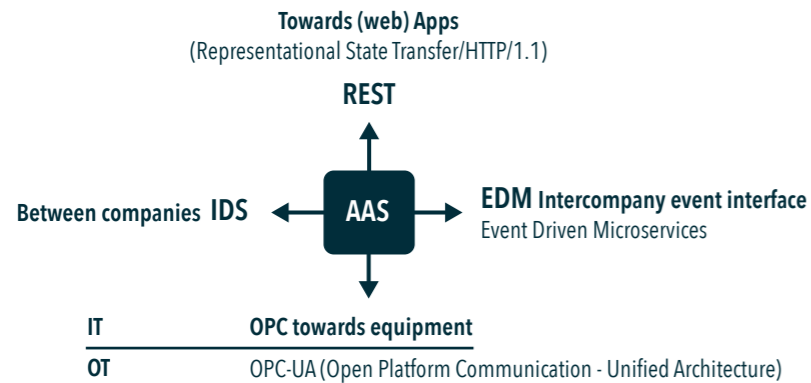 Towards (web) Apps
(Representational State Transfer/HTTP/1.1)
REST
Between companies IDS
AAS
EDM Intercompany event interface
Event Driven Microservices
IT OPC towards equipment
OT OPC-UA (Open Platform Communication - Unified Architecture)